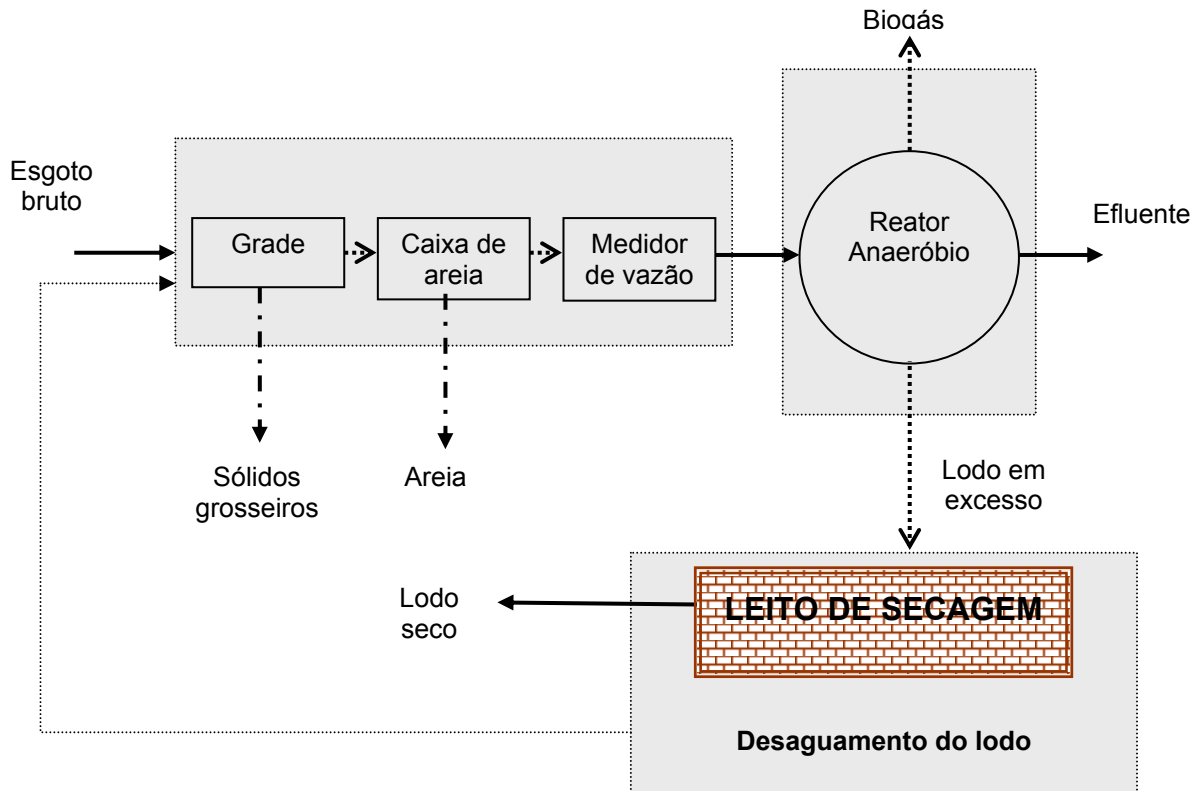 Biogás
Esgoto
bruto
Grade
Caixa de
areia
Medidor
de vazão
Reator
Anaeróbio
Efluente
Sólidos
grosseiros
Areia
Lodo em
excesso
Lodo
seco
LEITO DE SECAGEM
Desaguamento do lodo